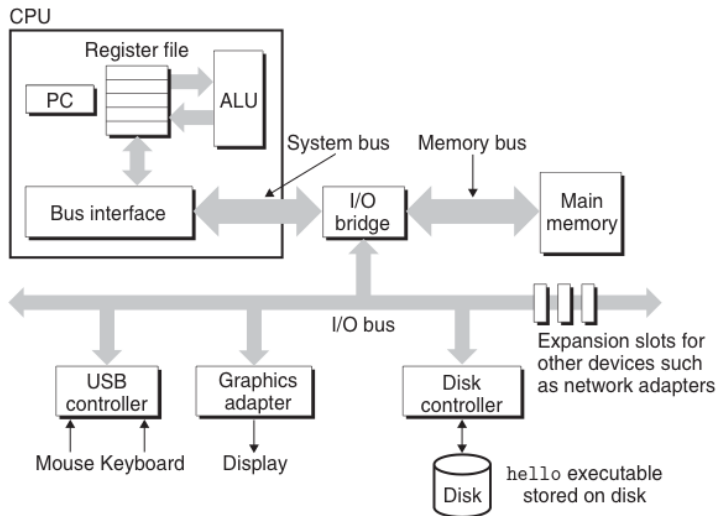 CPU
Register file
PC
ALU
System bus
Memory bus
Bus interface
I/O
bridge
Main
memory
I/O bus
Expansion slots for
other devices such
as network adapters
USB
controller
Graphics
adapter
Disk
controller
Mouse Keyboard
Display
Disk
hello executable
stored on disk